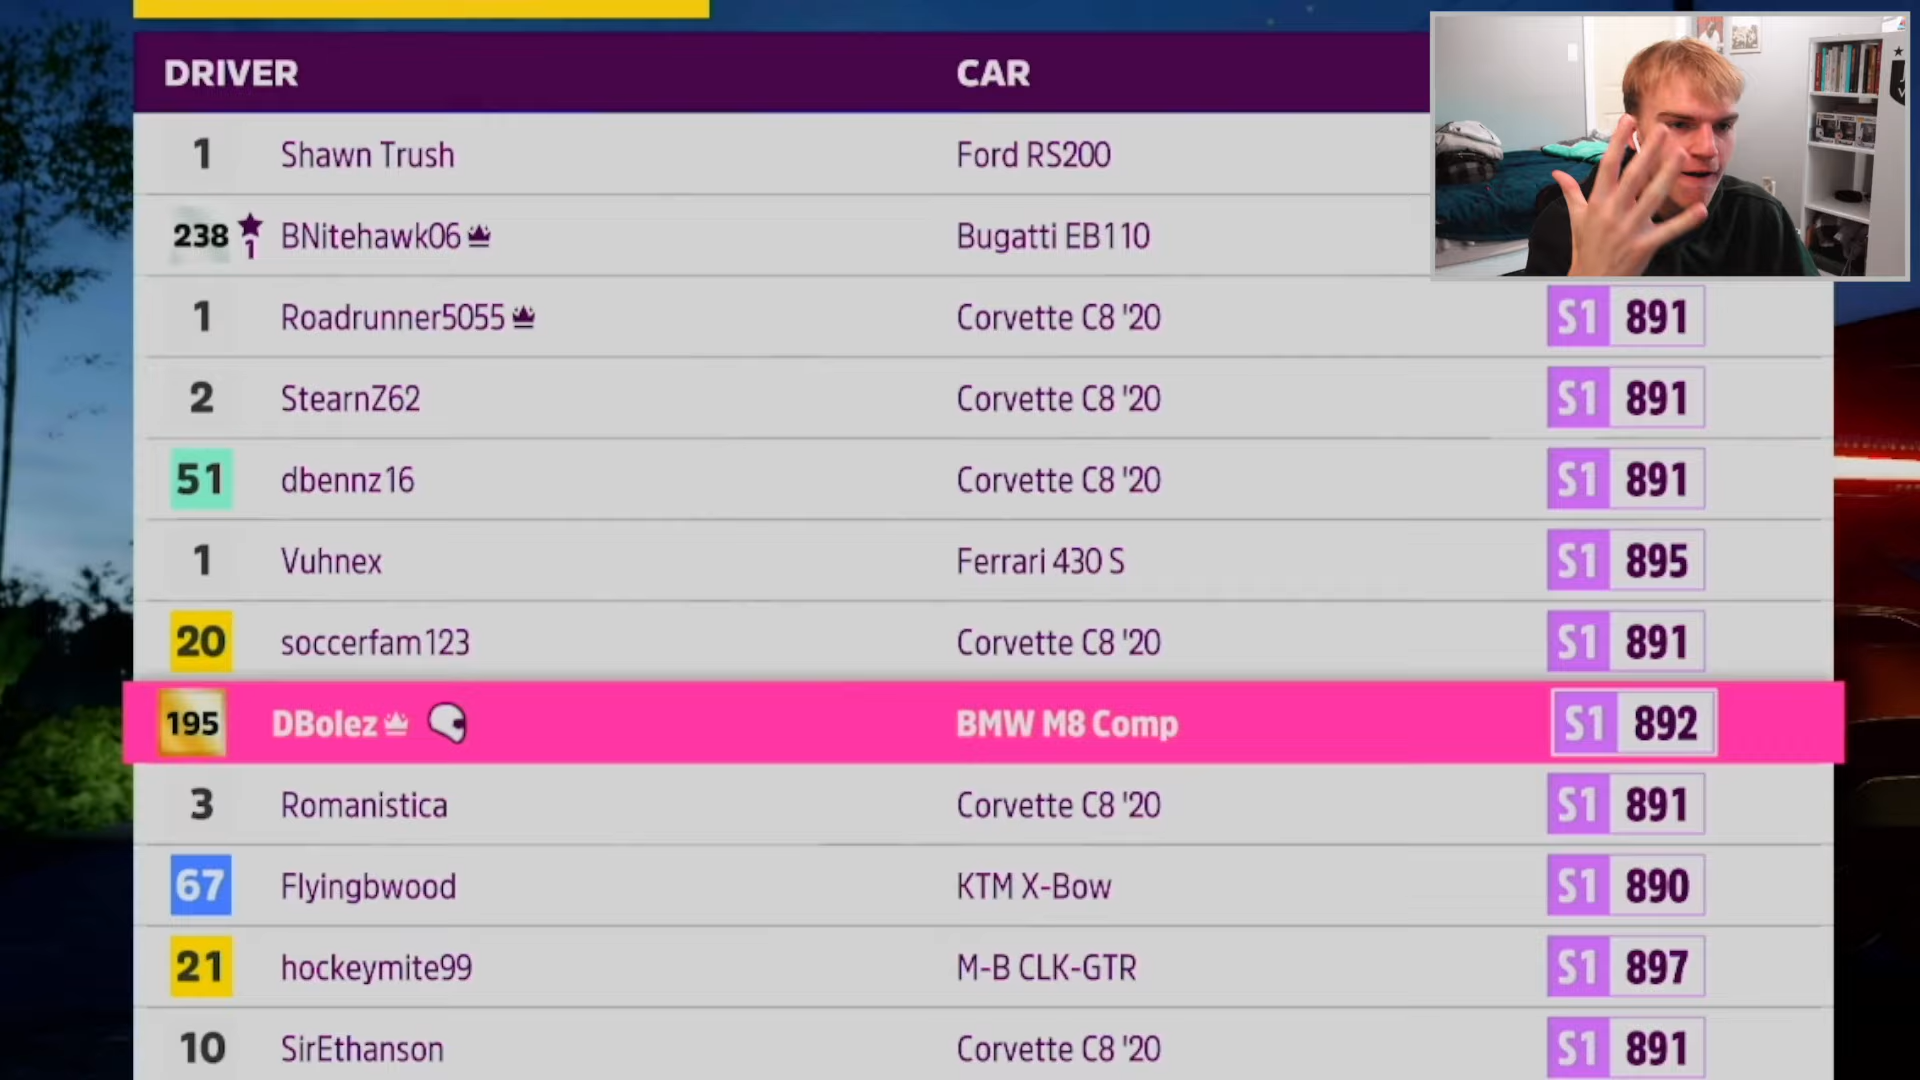 DRIVER CAR
1 Shawn Trush Ford RS200
238 1 BNitehawk06 Bugatti EB110
1 Roadrunner5055 Corvette C8 '20 S1 891
2 StearnZ62 Corvette C8 '20 S1 891
51 dbennz16 Corvette C8 '20 S1 891
1 Vuhnex Ferrari 430 S S1 895
20 soccerfam123 Corvette C8 '20 S1 891
195 DBolez BMW M8 Comp S1 892
3 Romanistica Corvette C8 '20 S1 891
67 Flyingbwood KTM X-Bow S1 890
21 hockeymite99 M-B CLK-GTR S1 897
10 SirEthanson Corvette C8 '20 S1 891